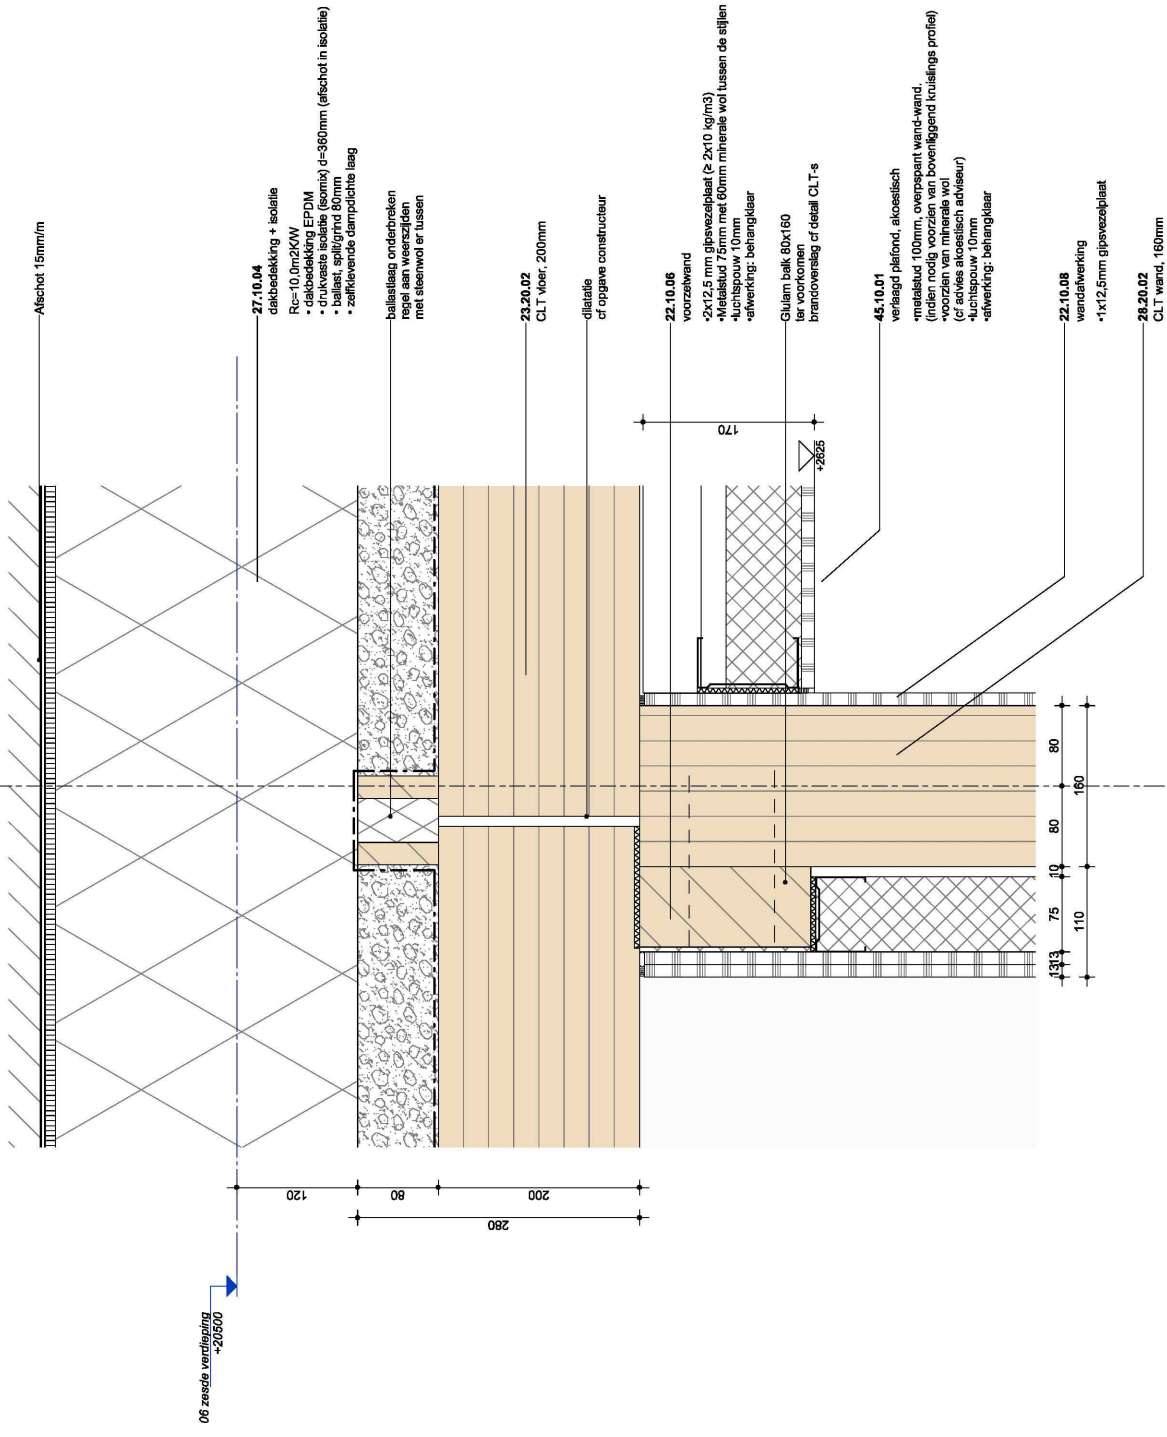 Afschot 15mm/m
27.10.04
dakbedekking + isolatie
Rc=10,0m2K/W
• dakbedekking EPDM
• drukvaste isolatie (isomix) d=360mm (afschot in isolatie)
• ballast, split/grind 80mm
• zelfklevende dampdichte laag
ballastlaag onderbreken
regel aan weerszijden
met steenwol er tussen
23.20.02
CLT vloer, 200mm
dilatatie
cf opgave constructeur
22.10.06
voorzetwand
•2x12,5 mm gipsvezelplaat (≥ 2x10 kg/m3)
•Metalstud 75mm met 60mm minerale wol tussen de stijlen
•luchtspouw 10mm
•afwerking: behangklaar
Glulam balk 80x160
ter voorkomen
brandoverslag cf detail CLT-s
45.10.01
verlaagd plafond, akoestisch
•metalstud 100mm, overpspant wand-wand.
(indien nodig voorzien van bovenliggend kruislings profiel)
•voorzien van minerale wol
(cf advies akoestisch adviseur)
•luchtspouw 10mm
•afwerking: behangklaar
22.10.08
wandafwerking
•1x12,5mm gipsvezelplaat
28.20.02
CLT wand, 160mm
170
+2625
80
160
80
10
75
110
13
13
120
80
200
280
06 zesde verdieping
+20500